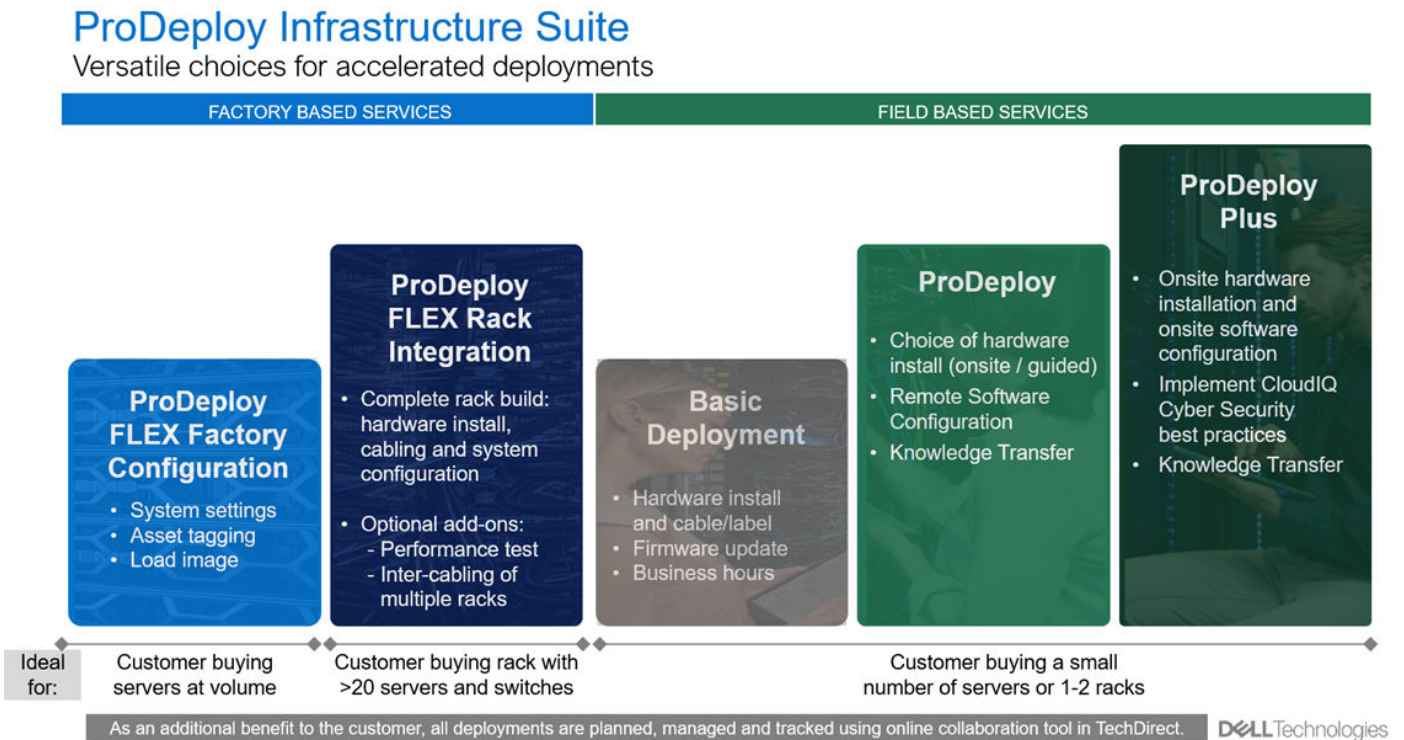 ProDeploy Infrastructure Suite
Versatile choices for accelerated deployments
FACTORY BASED SERVICES
FIELD BASED SERVICES
ProDeploy
FLEX Factory
Configuration
• System settings
• Asset tagging
• Load image
ProDeploy
FLEX Rack
Integration
• Complete rack build:
hardware install,
cabling and system
configuration
• Optional add-ons:
- Performance test
- Inter-cabling of
multiple racks
Basic
Deployment
• Hardware install
and cable/label
• Firmware update
• Business hours
ProDeploy
• Choice of hardware
install (onsite / guided)
• Remote Software
Configuration
• Knowledge Transfer
ProDeploy
Plus
• Onsite hardware
installation and
onsite software
configuration
• Implement CloudIQ
Cyber Security
best practices
• Knowledge Transfer
Ideal
for:
Customer buying
servers at volume
Customer buying rack with
>20 servers and switches
Customer buying a small
number of servers or 1-2 racks
As an additional benefit to the customer, all deployments are planned, managed and tracked using online collaboration tool in TechDirect.
DELLTechnologies